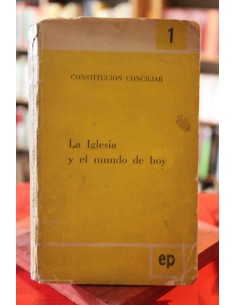 1
CONSTITUCION CONCILIAR
La Iglesia
y el mundo de hoy
ep